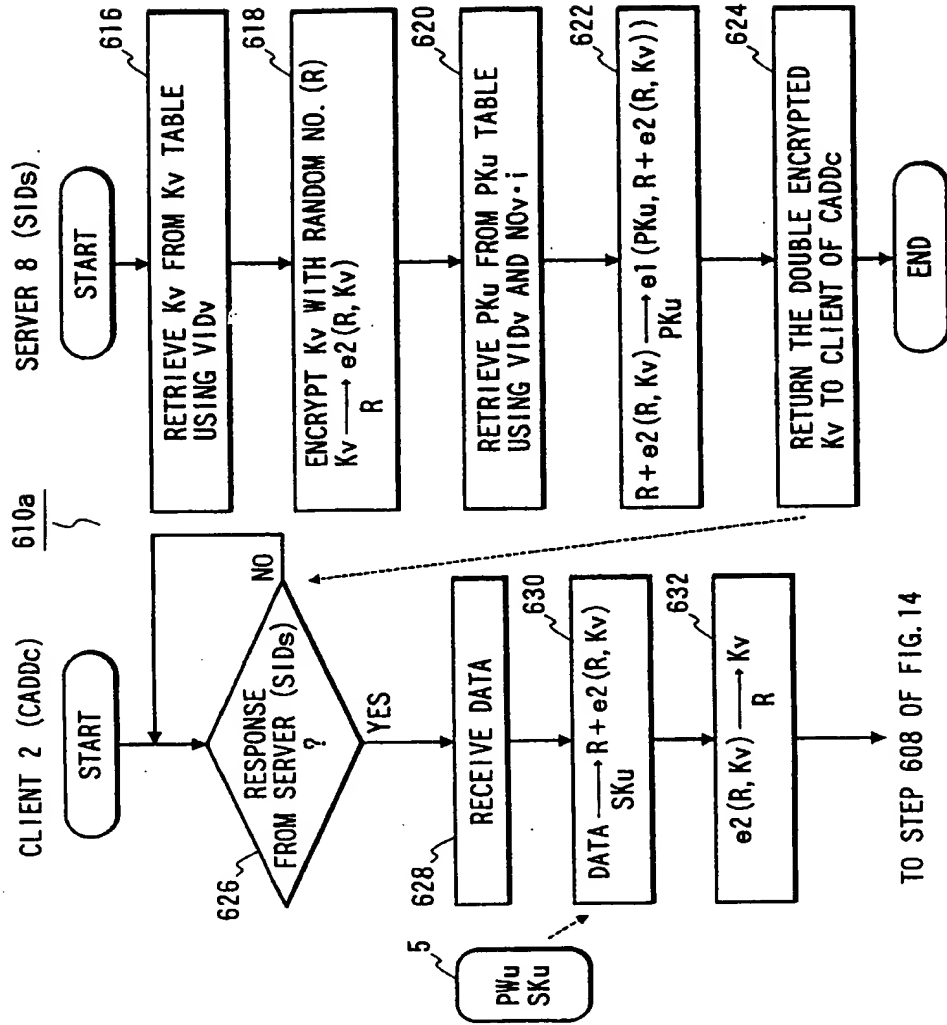 610a
CLIENT 2 (CADDc)
START
RESPONSE
FROM SERVER (SIDs)
?
626
NO
YES
RECEIVE DATA
628
5
PWu
SKu
DATA ⟶ R + e2 (R, Kv)
SKu
630
e2 (R, Kv) ⟶ Kv
R
632
TO STEP 608 OF FIG. 14
SERVER 8 (SIDs).
START
RETRIEVE Kv FROM Kv TABLE
USING VIDv
616
ENCRYPT Kv WITH RANDOM NO. (R)
Kv ⟶ e2 (R, Kv)
R
618
RETRIEVE PKu FROM PKu TABLE
USING VIDv AND NOv·i
620
R + e2 (R, Kv) ⟶ e1 (PKu, R + e2 (R, Kv))
PKu
622
RETURN THE DOUBLE ENCRYPTED
Kv TO CLIENT OF CADDc
624
END